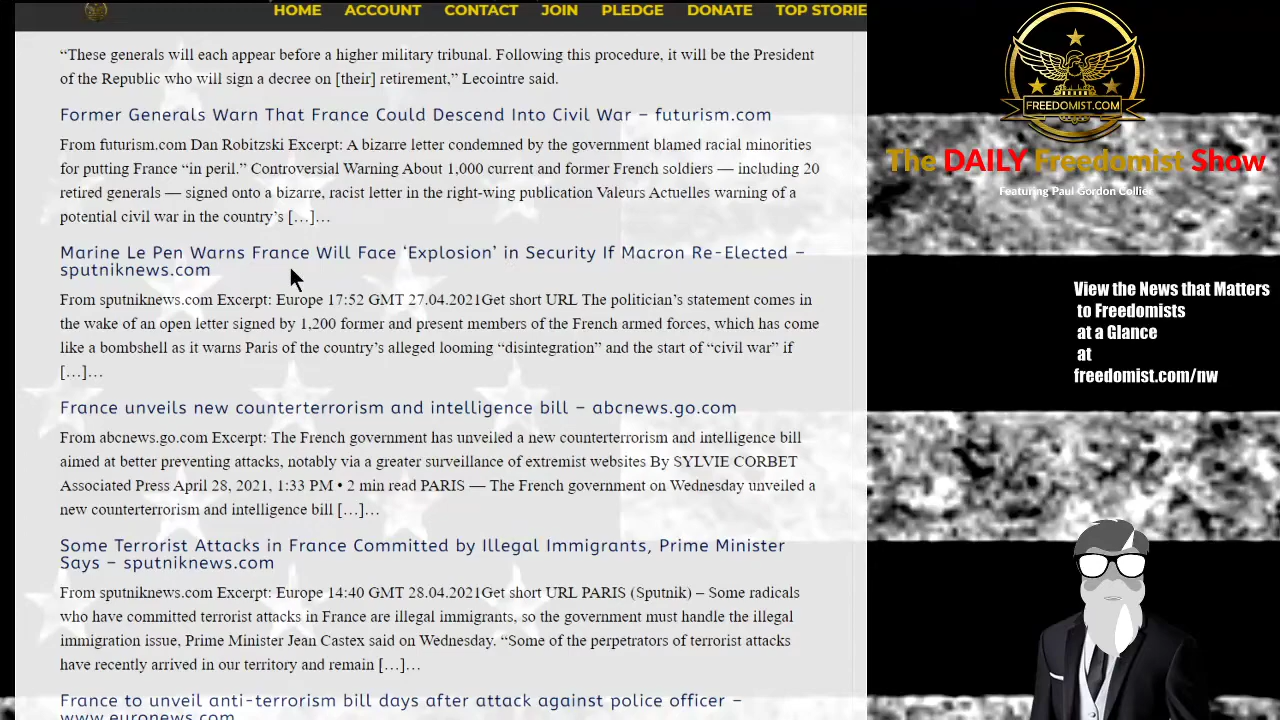 HOME ACCOUNT CONTACT JOIN PLEDGE DONATE TOP STORIE
“These generals will each appear before a higher military tribunal. Following this procedure, it will be the President
of the Republic who will sign a decree on [their] retirement,” Lecointre said.
Former Generals Warn That France Could Descend Into Civil War – futurism.com
From futurism.com Dan Robitzski Excerpt: A bizarre letter condemned by the government blamed racial minorities
for putting France “in peril.” Controversial Warning About 1,000 current and former French soldiers — including 20
retired generals — signed onto a bizarre, racist letter in the right-wing publication Valeurs Actuelles warning of a
potential civil war in the country’s […]…
Marine Le Pen Warns France Will Face ‘Explosion’ in Security If Macron Re-Elected –
sputniknews.com
From sputniknews.com Excerpt: Europe 17:52 GMT 27.04.2021Get short URL The politician’s statement comes in
the wake of an open letter signed by 1,200 former and present members of the French armed forces, which has come
like a bombshell as it warns Paris of the country’s alleged looming “disintegration” and the start of “civil war” if
[…]…
France unveils new counterterrorism and intelligence bill – abcnews.go.com
From abcnews.go.com Excerpt: The French government has unveiled a new counterterrorism and intelligence bill
aimed at better preventing attacks, notably via a greater surveillance of extremist websites By SYLVIE CORBET
Associated Press April 28, 2021, 1:33 PM • 2 min read PARIS — The French government on Wednesday unveiled a
new counterterrorism and intelligence bill […]…
Some Terrorist Attacks in France Committed by Illegal Immigrants, Prime Minister
Says – sputniknews.com
From sputniknews.com Excerpt: Europe 14:40 GMT 28.04.2021Get short URL PARIS (Sputnik) – Some radicals
who have committed terrorist attacks in France are illegal immigrants, so the government must handle the illegal
immigration issue, Prime Minister Jean Castex said on Wednesday. “Some of the perpetrators of terrorist attacks
have recently arrived in our territory and remain […]…
France to unveil anti-terrorism bill days after attack against police officer –
www.euronews.com
FREEDOMIST.COM
The DAILY Freedomist Show
Featuring Paul Gordon Collier
View the News that Matters
to Freedomists
at a Glance
at
freedomist.com/nw